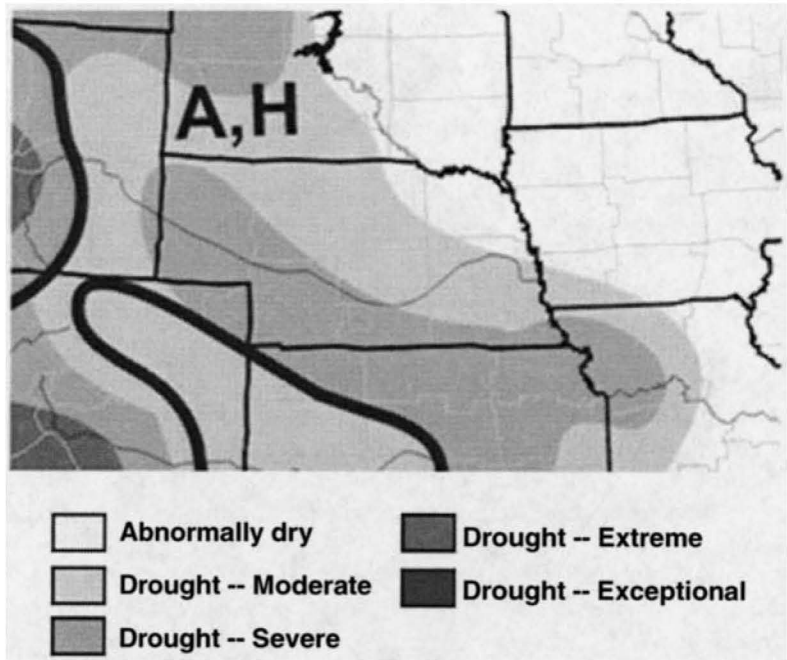 A,H
Abnormally dry
Drought -- Moderate
Drought -- Severe
Drought -- Extreme
Drought -- Exceptional